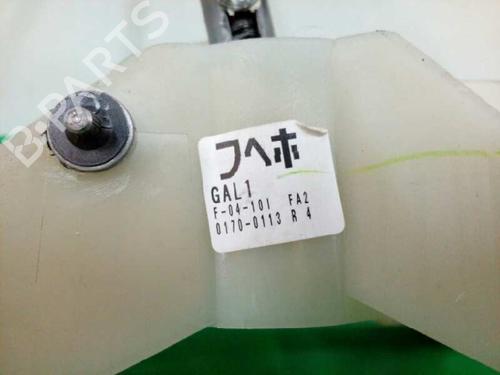 フヘホ
GAL1
F-04-101 FA2
0170-0113 R 4
B-PARTS